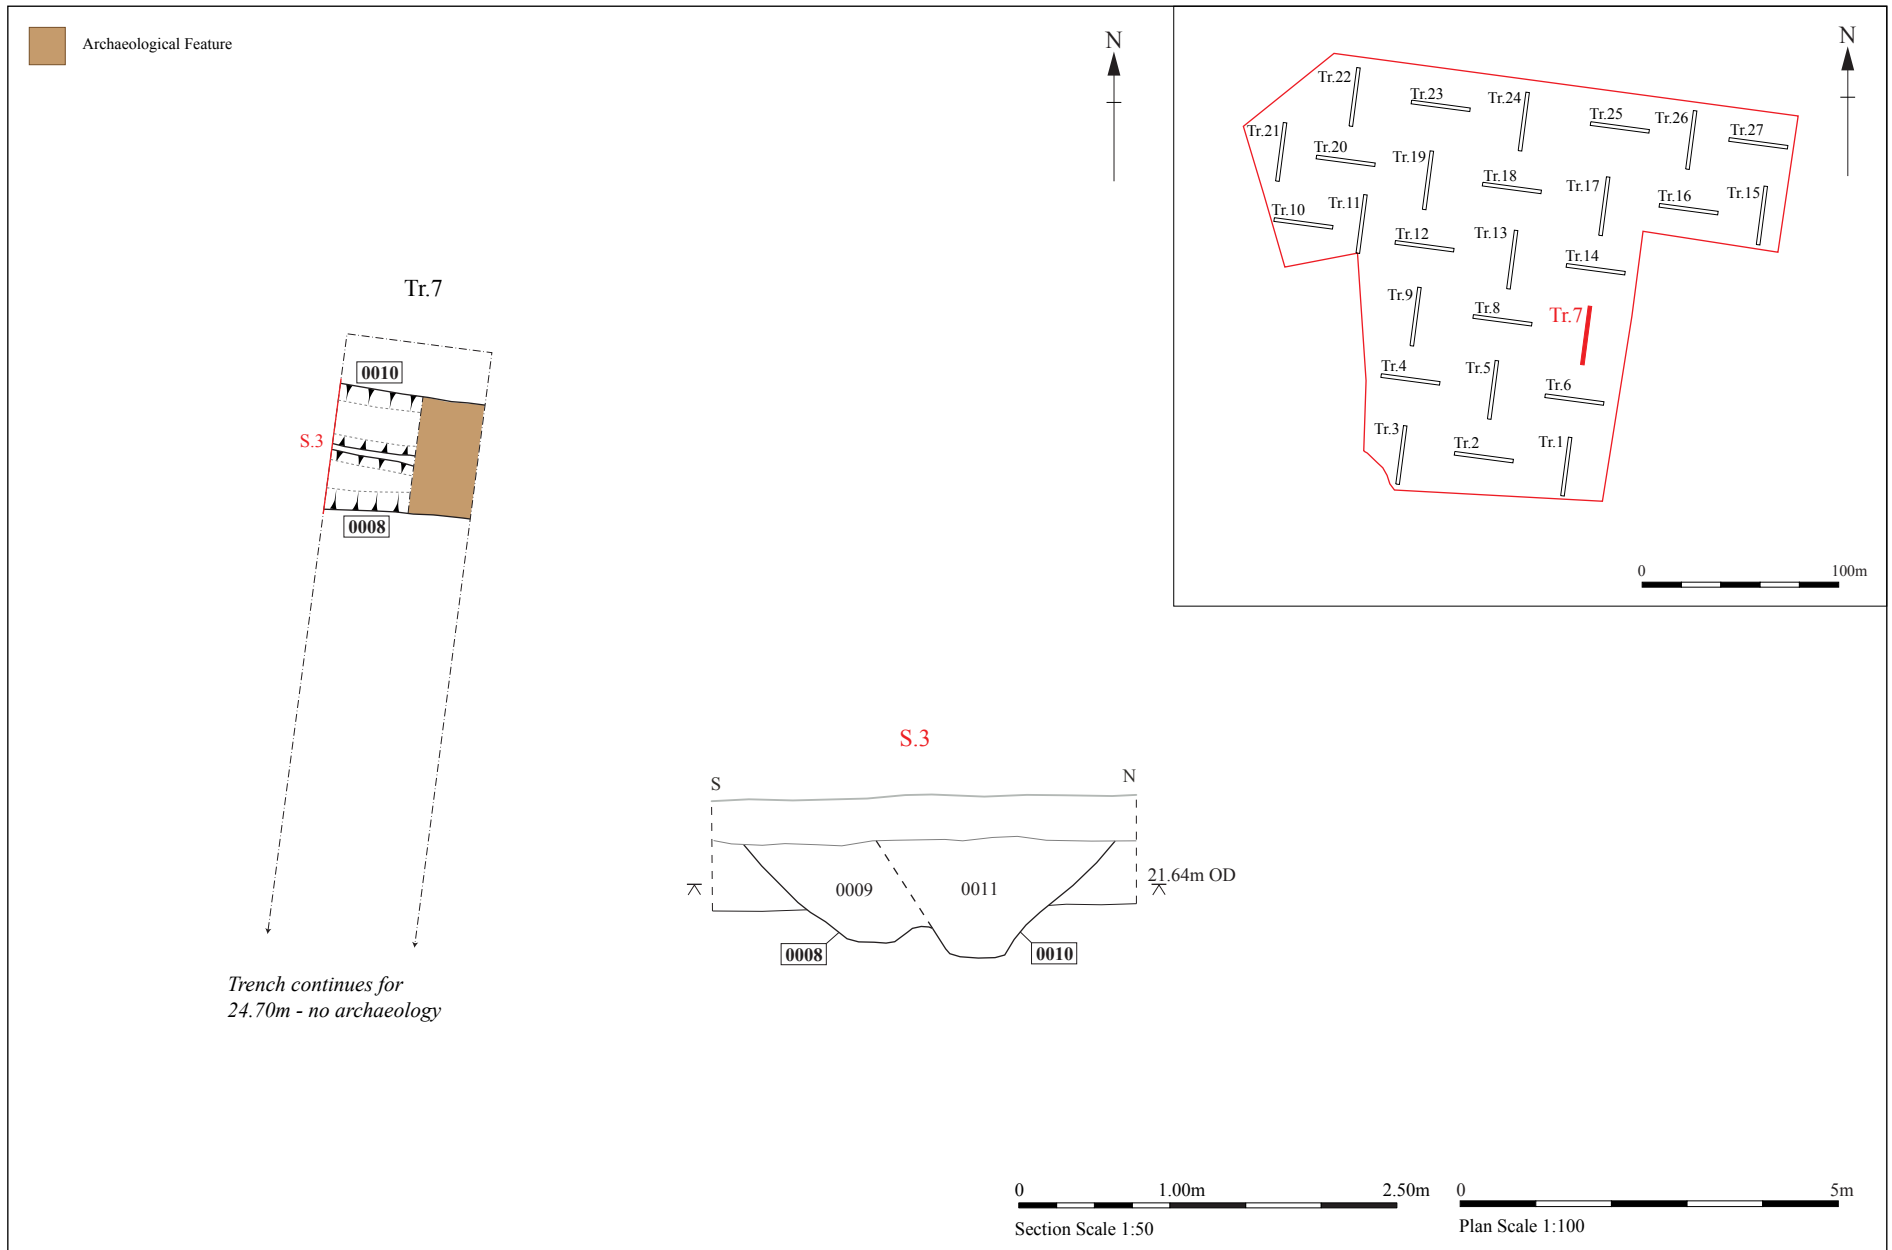 Archaeological Feature
N
N
Tr.22
Tr.23
Tr.24
Tr.25
Tr.26
Tr.27
Tr.21
Tr.20
Tr.19
Tr.18
Tr.17
Tr.16
Tr.15
Tr.10
Tr.11
Tr.12
Tr.13
Tr.14
Tr.9
Tr.8
Tr.7
Tr.4
Tr.5
Tr.6
Tr.3
Tr.2
Tr.1
0 100m
Tr.7
0010
S.3
0008
Trench continues for
24.70m - no archaeology
S.3
S N
0009 0011 21.64m OD
0008 0010
0 1.00m 2.50m
Section Scale 1:50
0 5m
Plan Scale 1:100